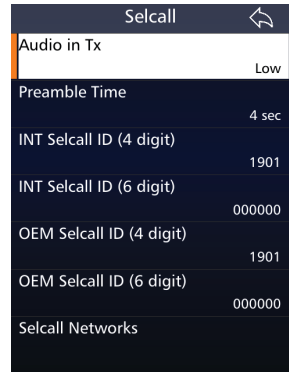 Selcall
Audio in Tx
Low
Preamble Time
4 sec
INT Selcall ID (4 digit)
1901
INT Selcall ID (6 digit)
000000
OEM Selcall ID (4 digit)
1901
OEM Selcall ID (6 digit)
000000
Selcall Networks